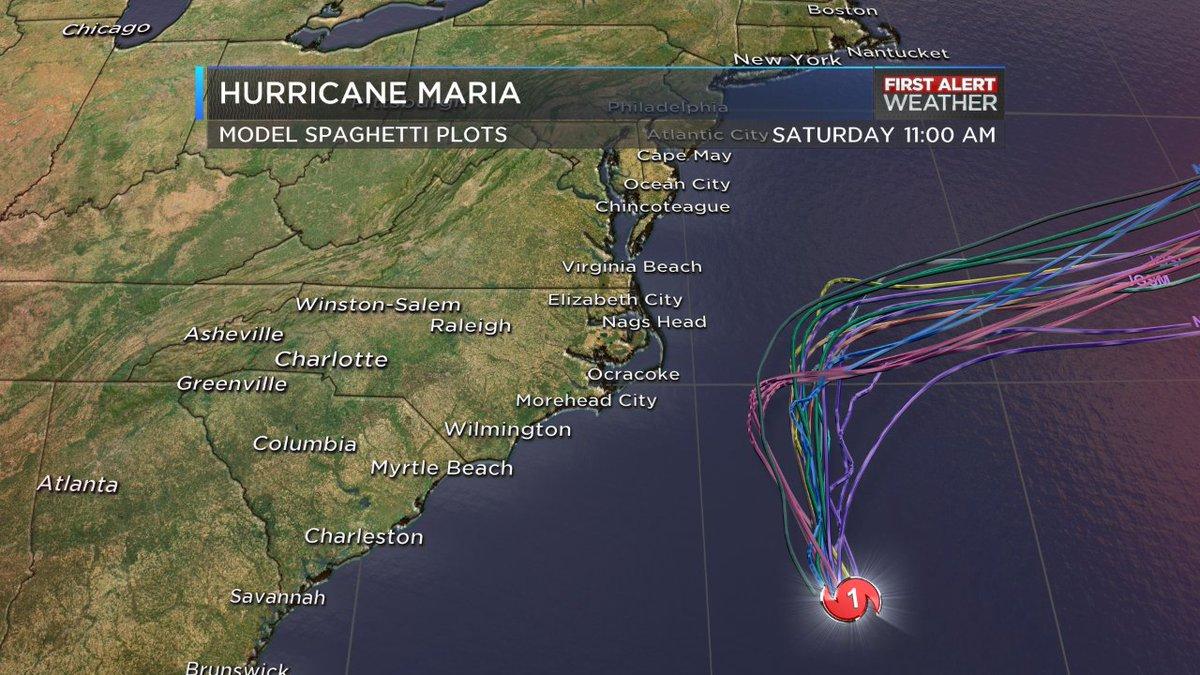 Boston
Chicago
Nantucket
New York
HURRICANE MARIA
FIRST ALERT
WEATHER
Pittsburgh
Philadelphia
MODEL SPAGHETTI PLOTS
Atlantic City
SATURDAY 11:00 AM
Cape May
Ocean City
Chincoteague
Virginia Beach
Winston-Salem
Elizabeth City
Raleigh
Nags Head
Asheville
Charlotte
Ocracoke
Greenville
Morehead City
Wilmington
Columbia
Myrtle Beach
Atlanta
Charleston
Savannah
1
Brunswick